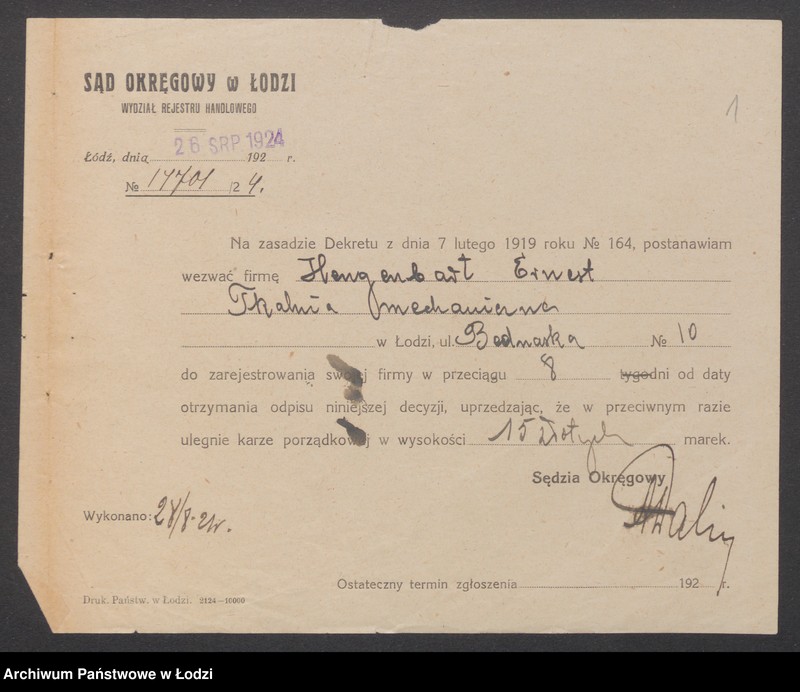 SĄD OKRĘGOWY w ŁODZI
WYDZIAŁ REJESTRU HANDLOWEGO
1
Łódź, dnia 26 SRP. 1924 192 r.
№ 17701 /24.
Na zasadzie Dekretu z dnia 7 lutego 1919 roku № 164, postanawiam
wezwać firmę Hengenbart Ernest
Tkalnia mechaniczna
w Łodzi, ul. Bednarska № 10
do zarejestrowania swojej firmy w przeciągu 8 tygodni od daty
otrzymania odpisu niniejszej decyzji, uprzedzając, że w przeciwnym razie
ulegnie karze porządkowej w wysokości 15 złotych marek.
Sędzia Okręgowy
Wykonano: 28/8-24.
Ostateczny termin zgłoszenia 192 r.
Druk. Państw. w Łodzi. 2124—10000
Archiwum Państwowe w Łodzi